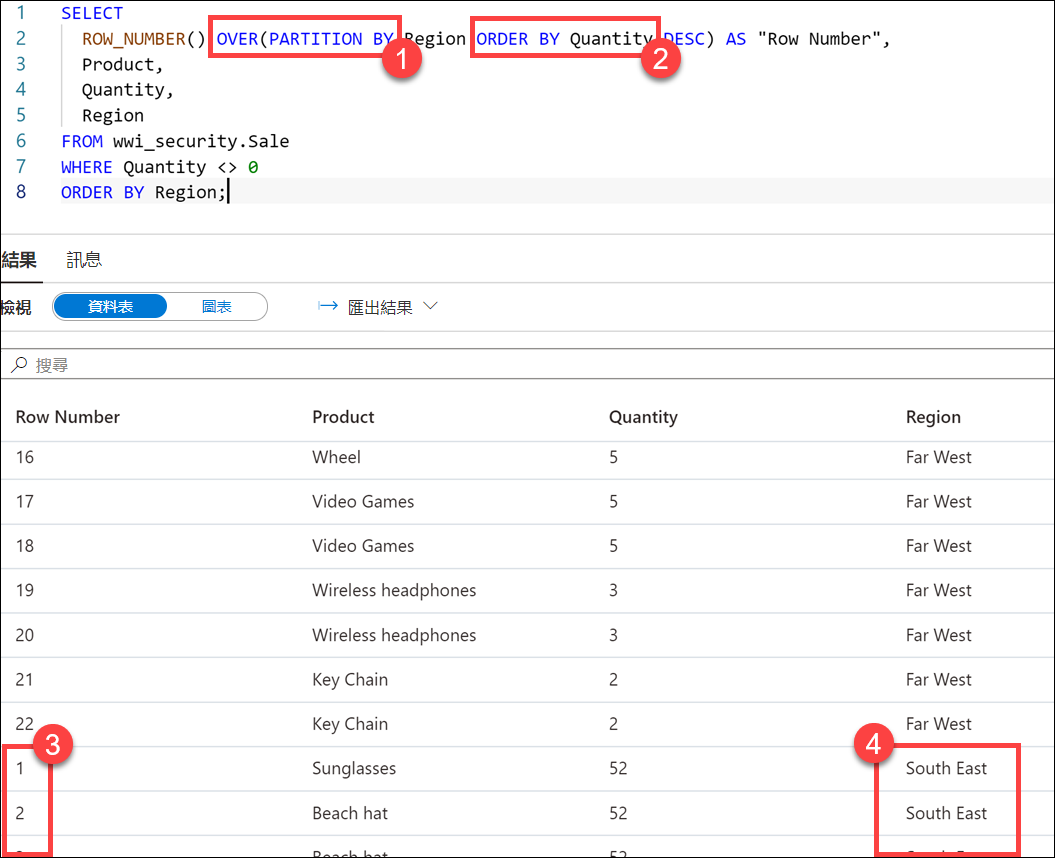 1 SELECT
2 ROW_NUMBER() OVER(PARTITION BY Region ORDER BY Quantity DESC) AS "Row Number",
1 2
3 Product,
4 Quantity,
5 Region
6 FROM wwi_security.Sale
7 WHERE Quantity <> 0
8 ORDER BY Region;
結果 訊息
檢視 資料表 圖表 匯出結果
搜尋
Row Number Product Quantity Region
16 Wheel 5 Far West
17 Video Games 5 Far West
18 Video Games 5 Far West
19 Wireless headphones 3 Far West
20 Wireless headphones 3 Far West
21 Key Chain 2 Far West
22 Key Chain 2 Far West
3 4
1 Sunglasses 52 South East
2 Beach hat 52 South East
Beach hat 52